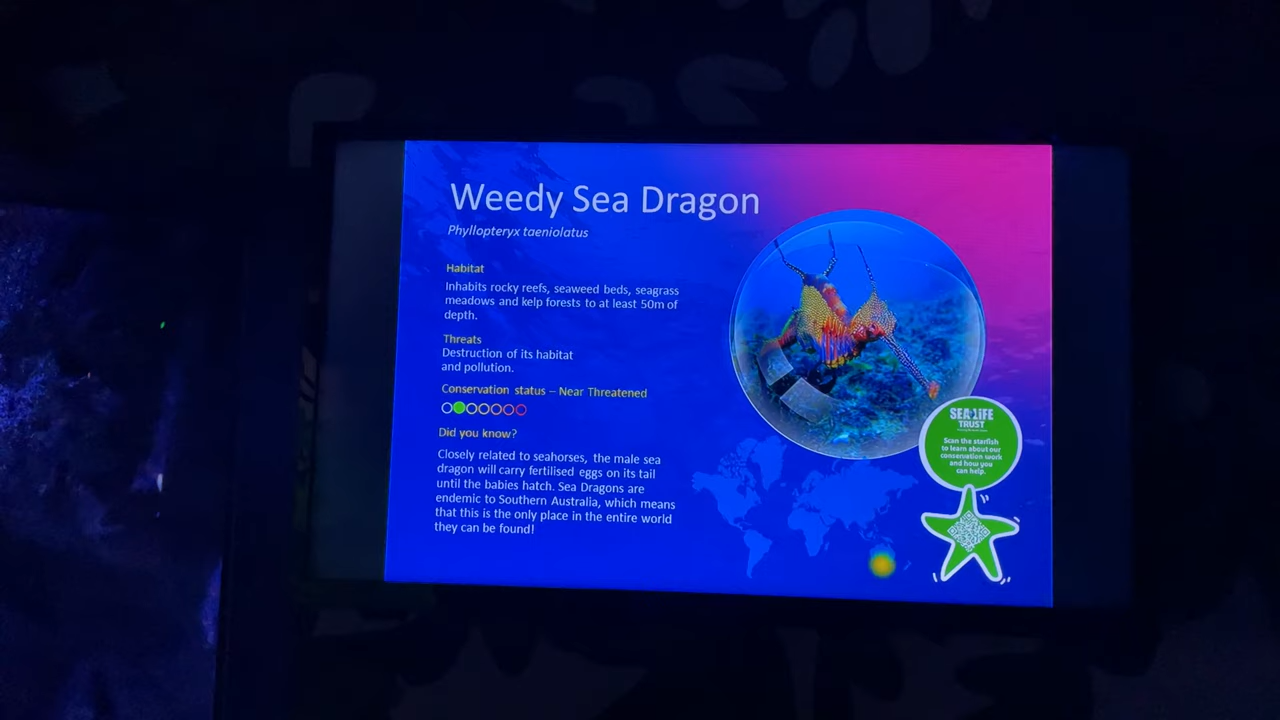 Weedy Sea Dragon
Phyllopteryx taeniolatus
Habitat
Inhabits rocky reefs, seaweed beds, seagrass
meadows and kelp forests to at least 50m of
depth.
Threats
Destruction of its habitat
and pollution.
Conservation status – Near Threatened
Did you know?
Closely related to seahorses, the male sea
dragon will carry fertilised eggs on its tail
until the babies hatch. Sea Dragons are
endemic to Southern Australia, which means
that this is the only place in the entire world
they can be found!
SEA LIFE
TRUST
Scan the starfish
to learn about our
conservation work
and how you
can help.